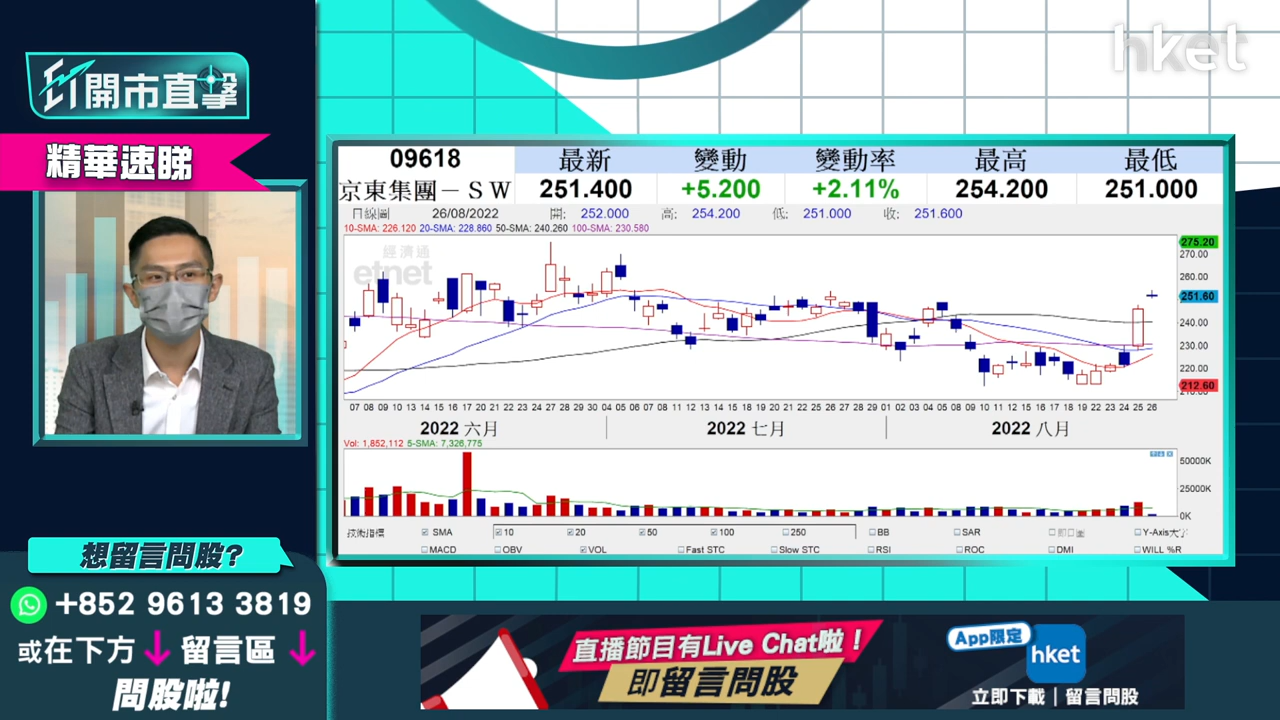 ET開市直擊
精華速睇
hket
09618
最新
變動
變動率
最高
最低
京東集團－ＳＷ
251.400
+5.200
+2.11%
254.200
251.000
日線圖 26/08/2022 開: 252.000 高: 254.200 低: 251.000 收: 251.600
10-SMA: 226.120 20-SMA: 228.860 50-SMA: 240.260 100-SMA: 230.580
經濟通
etnet
275.20
270.00
260.00
251.60
240.00
230.00
220.00
212.60
07 08 09 10 13 14 15 16 17 20 21 22 23 24 27 28 29 30 04 05 06 07 08 11 12 13 14 15 18 19 20 21 22 25 26 27 28 29 01 02 03 04 05 08 09 10 11 12 15 16 17 18 19 22 23 24 25 26
2022 六月
2022 七月
2022 八月
Vol: 1,852,112 5-SMA: 7,326,775
50000K
25000K
0K
技術指標 SMA 10 20 50 100 250 BB SAR Y-Axis大字
MACD OBV VOL Fast STC Slow STC RSI ROC DMI WILL %R
想留言問股?
+852 9613 3819
或在下方 留言區
問股啦!
直播節目有Live Chat啦！
即留言問股
App限定
hket
立即下載｜留言問股